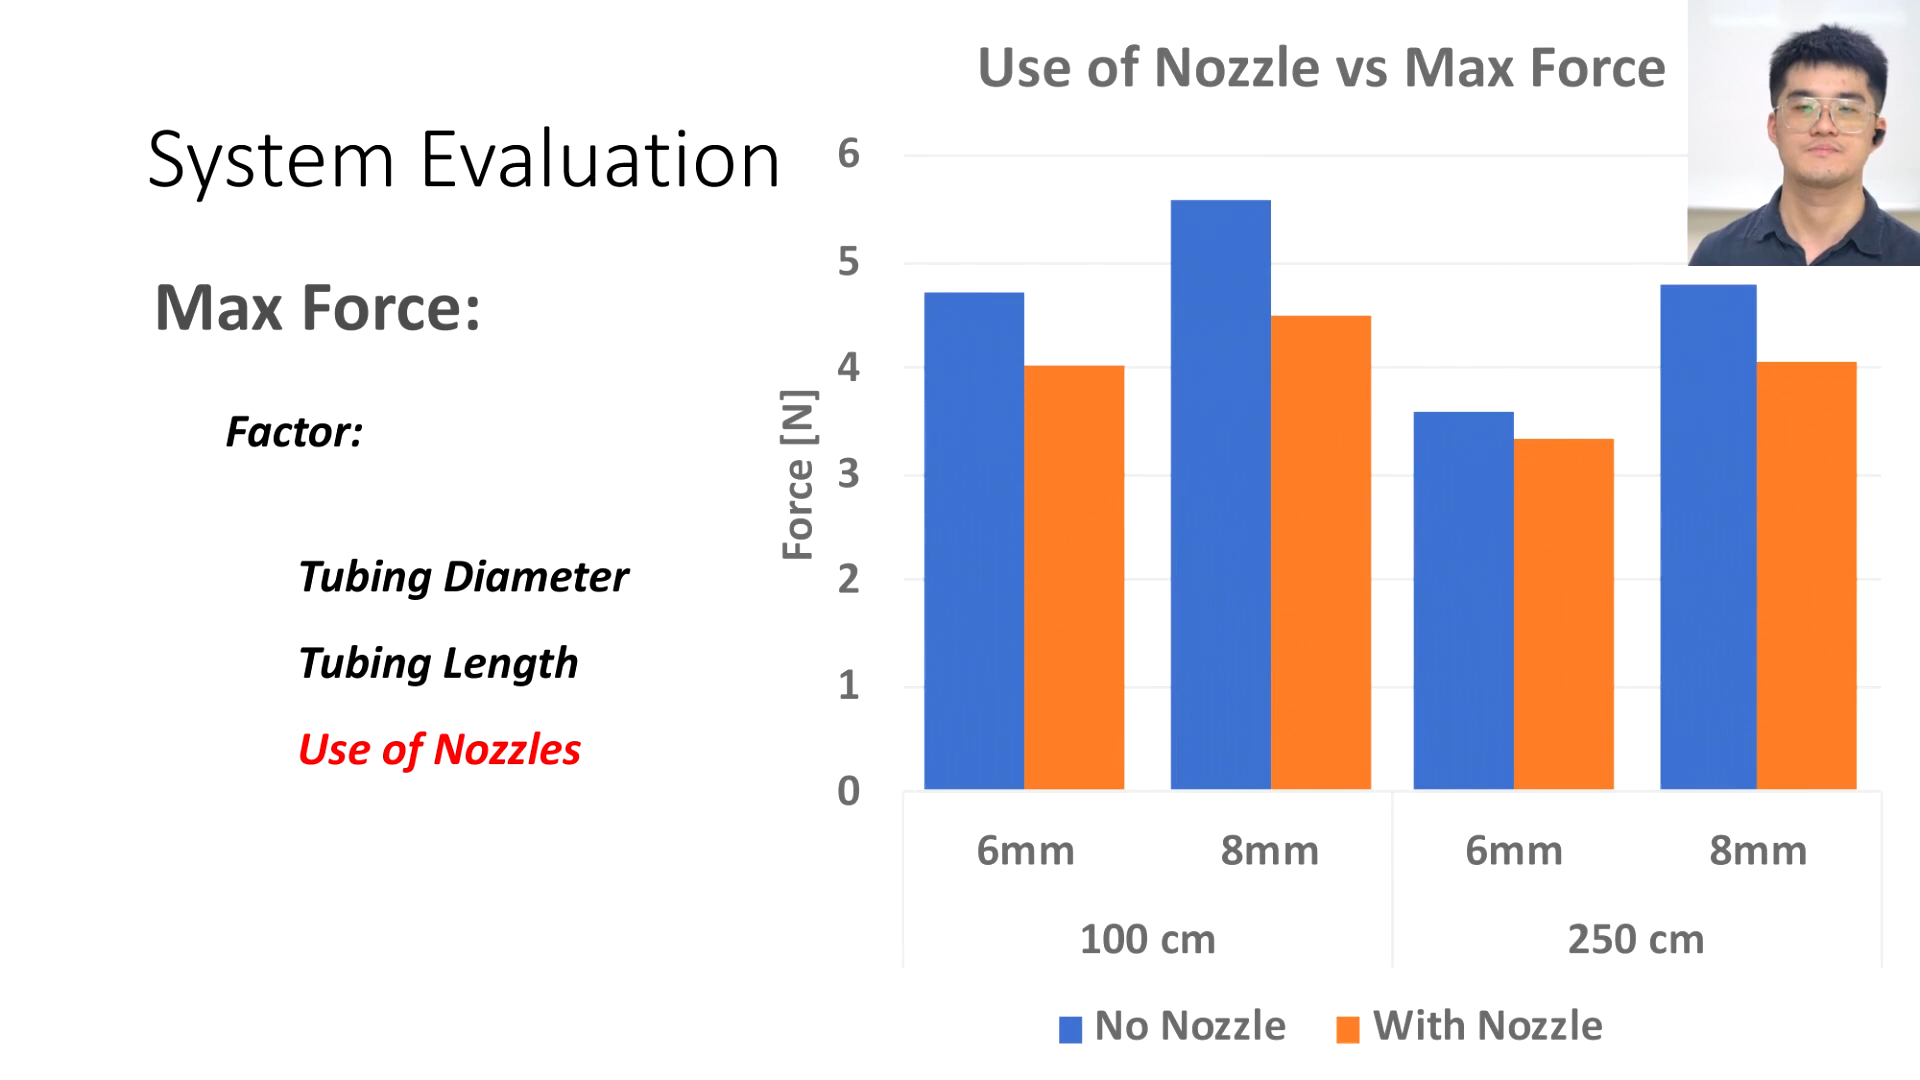 System Evaluation
Max Force:
Factor:
Tubing Diameter
Tubing Length
Use of Nozzles
Use of Nozzle vs Max Force
Force [N]
6
5
4
3
2
1
0
6mm 8mm 6mm 8mm
100 cm 250 cm
No Nozzle With Nozzle